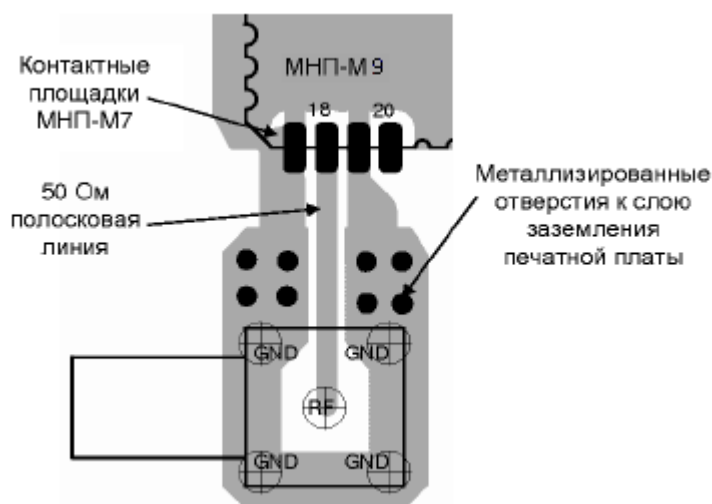 МНП-М9
Контактные
площадки
МНП-М7
18
20
50 Ом
полосковая
линия
Металлизированные
отверстия к слою
заземления
печатной платы
GND
GND
RF
GND
GND